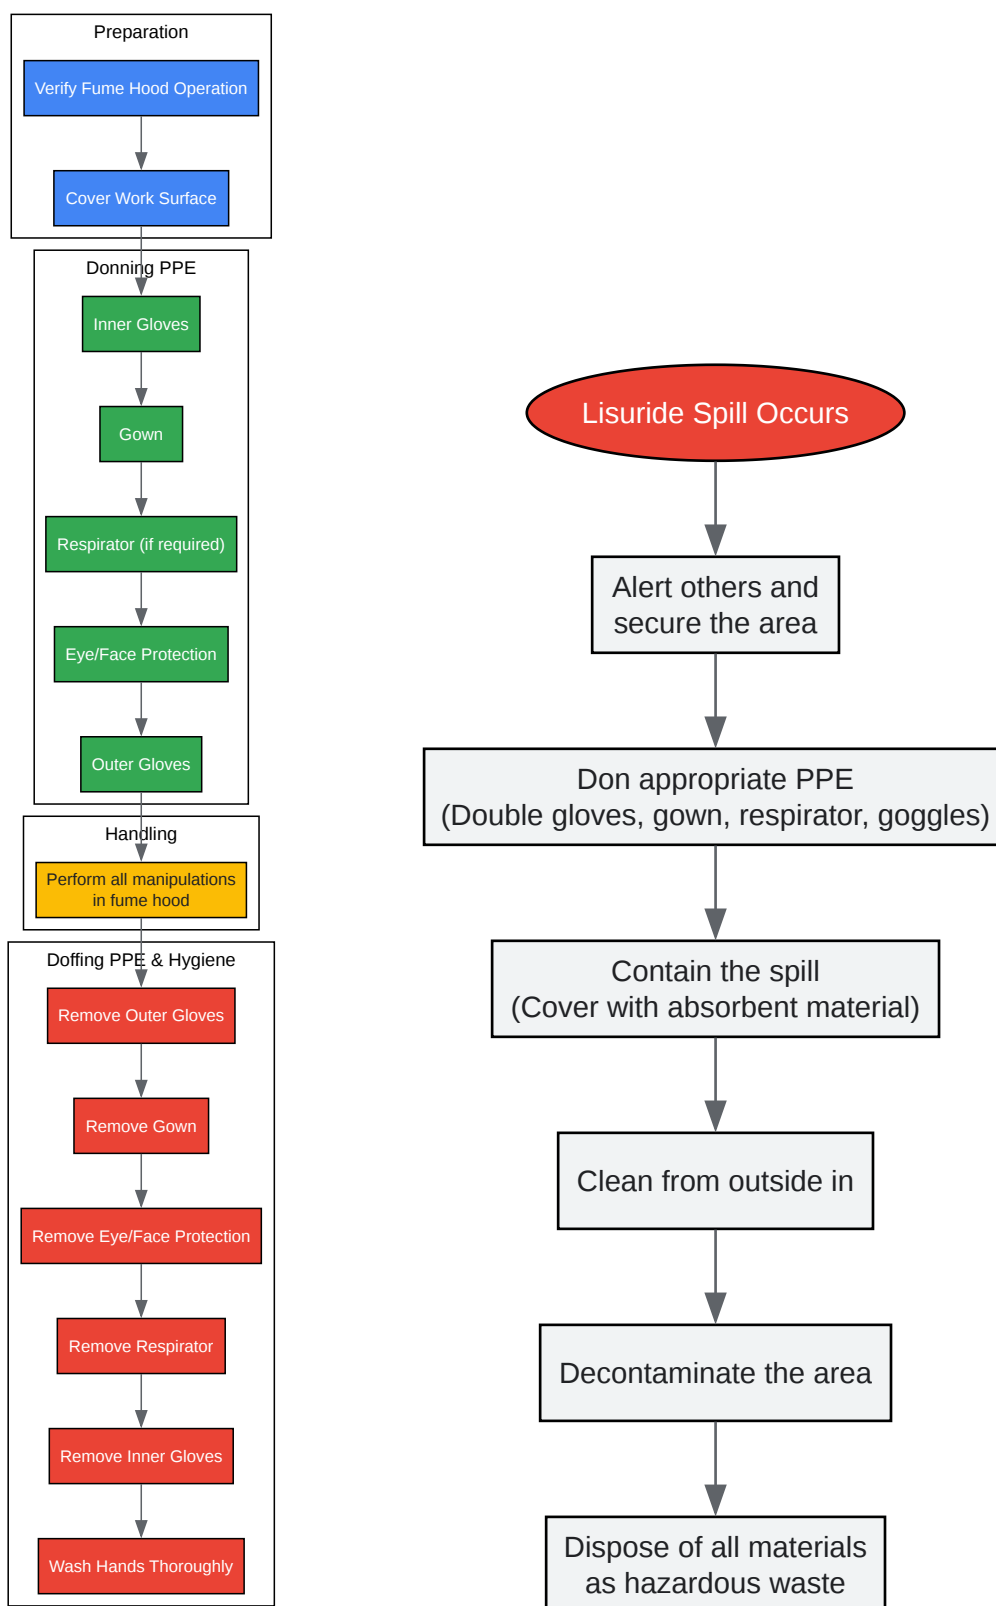 Preparation
Verify Fume Hood Operation
Cover Work Surface
Donning PPE
Inner Gloves
Gown
Respirator (if required)
Eye/Face Protection
Outer Gloves
Handling
Perform all manipulations
in fume hood
Doffing PPE & Hygiene
Remove Outer Gloves
Remove Gown
Remove Eye/Face Protection
Remove Respirator
Remove Inner Gloves
Wash Hands Thoroughly
Lisuride Spill Occurs
Alert others and
secure the area
Don appropriate PPE
(Double gloves, gown, respirator, goggles)
Contain the spill
(Cover with absorbent material)
Clean from outside in
Decontaminate the area
Dispose of all materials
as hazardous waste